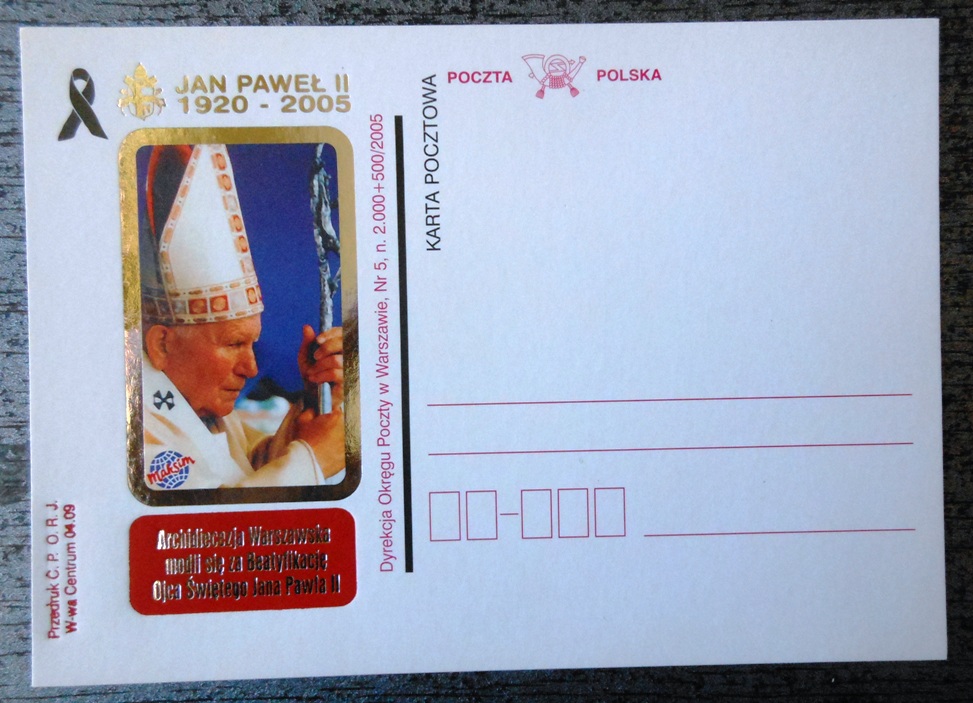 JAN PAWEŁ II
1920 - 2005
maksim
Archidiecezja Warszawska
modli się za Beatyfikację
Ojca Świętego Jana Pawła II
Przedruk C. P. O. R. J.
W-wa Centrum 04.09
Dyrekcja Okręgu Poczty w Warszawie, Nr 5, n. 2.000+500/2005
KARTA POCZTOWA
POCZTA POLSKA